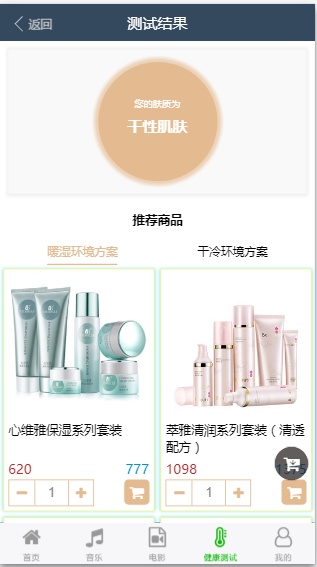 返回
测试结果
您的肤质为
干性肌肤
推荐商品
暖湿环境方案
干冷环境方案
心维雅保湿系列套装
萃雅清润系列套装（清透
配方）
620
777
1098
1
1
首页
音乐
电影
健康测试
我的